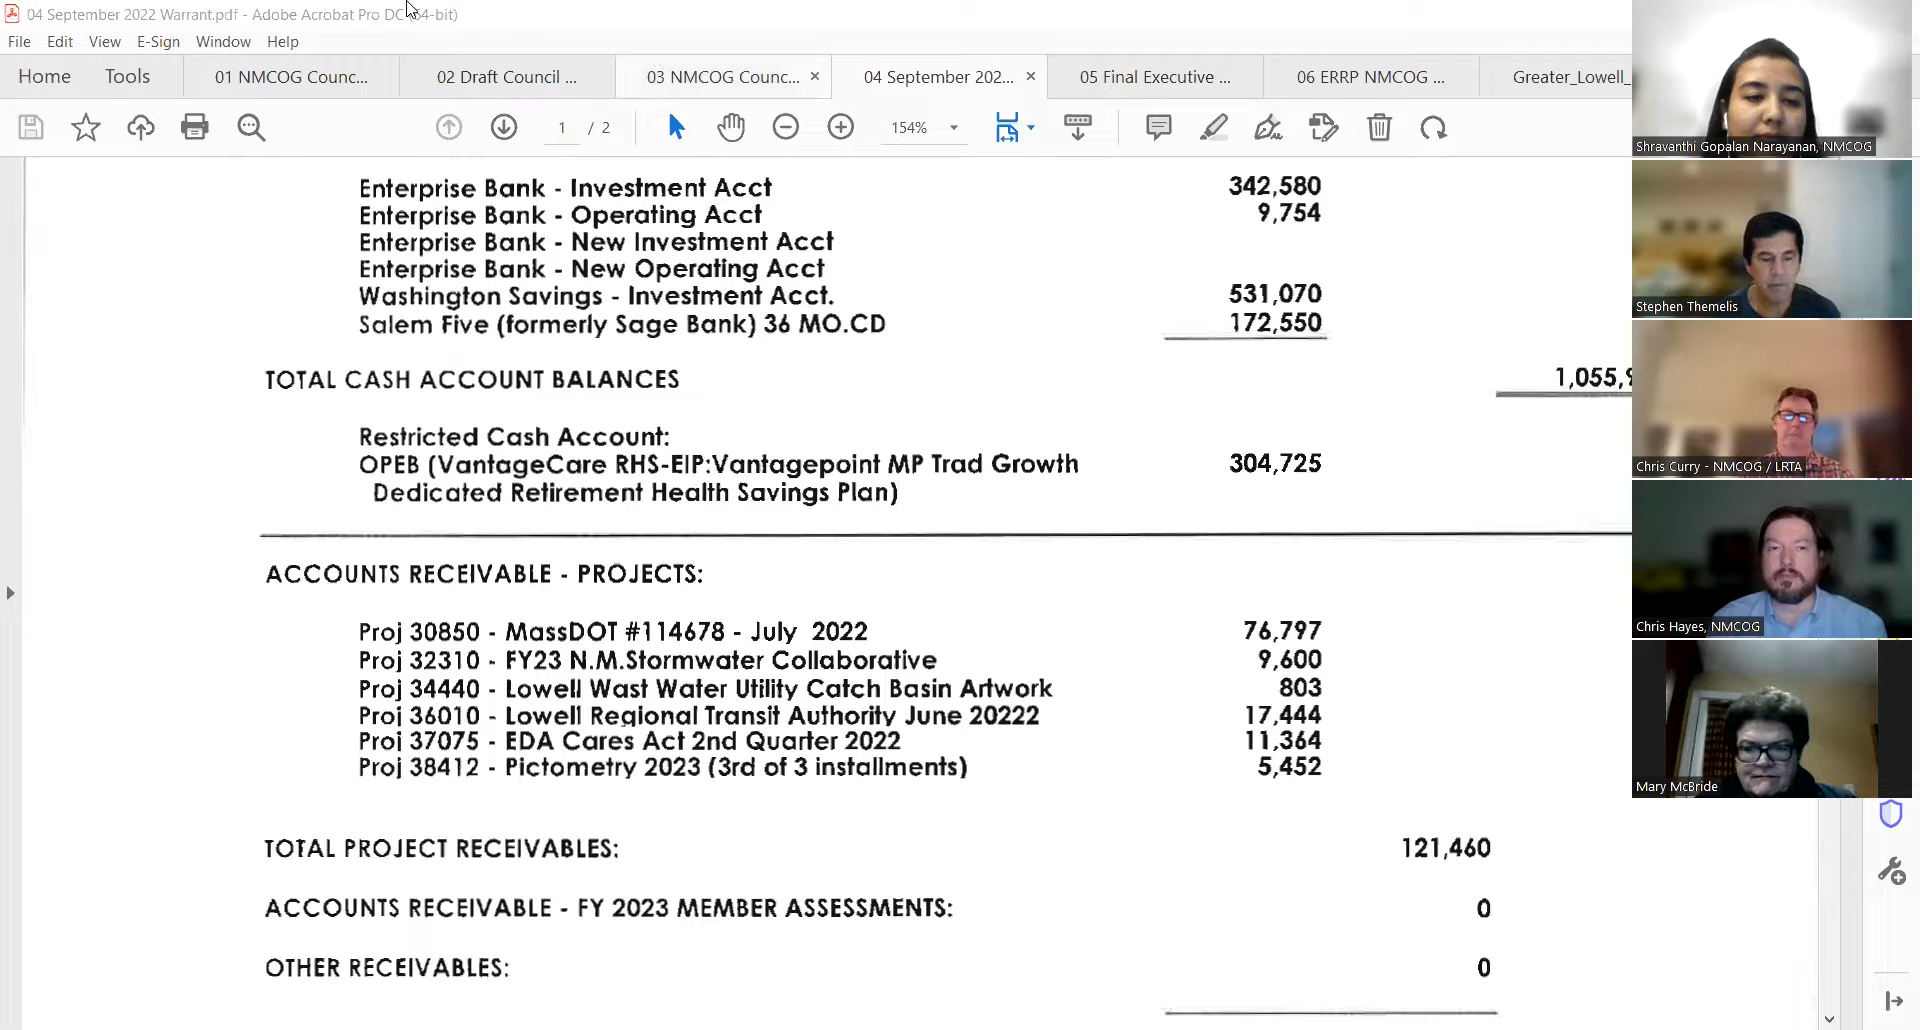 04 September 2022 Warrant.pdf - Adobe Acrobat Pro DC (64-bit)
File Edit View E-Sign Window Help
Home Tools 01 NMCOG Counc... 02 Draft Council ... 03 NMCOG Counc... × 04 September 202... × 05 Final Executive ... 06 ERRP NMCOG ... Greater_Lowell_
1 / 2 154%
Enterprise Bank - Investment Acct 342,580
Enterprise Bank - Operating Acct 9,754
Enterprise Bank - New Investment Acct
Enterprise Bank - New Operating Acct
Washington Savings - Investment Acct. 531,070
Salem Five (formerly Sage Bank) 36 MO.CD 172,550
TOTAL CASH ACCOUNT BALANCES 1,055,9
Restricted Cash Account:
OPEB (VantageCare RHS-EIP:Vantagepoint MP Trad Growth 304,725
Dedicated Retirement Health Savings Plan)
ACCOUNTS RECEIVABLE - PROJECTS:
Proj 30850 - MassDOT #114678 - July 2022 76,797
Proj 32310 - FY23 N.M.Stormwater Collaborative 9,600
Proj 34440 - Lowell Wast Water Utility Catch Basin Artwork 803
Proj 36010 - Lowell Regional Transit Authority June 20222 17,444
Proj 37075 - EDA Cares Act 2nd Quarter 2022 11,364
Proj 38412 - Pictometry 2023 (3rd of 3 installments) 5,452
TOTAL PROJECT RECEIVABLES: 121,460
ACCOUNTS RECEIVABLE - FY 2023 MEMBER ASSESSMENTS: 0
OTHER RECEIVABLES: 0
Shravanthi Gopalan Narayanan, NMCOG
Stephen Themelis
Chris Curry - NMCOG / LRTA
Chris Hayes, NMCOG
Mary McBride